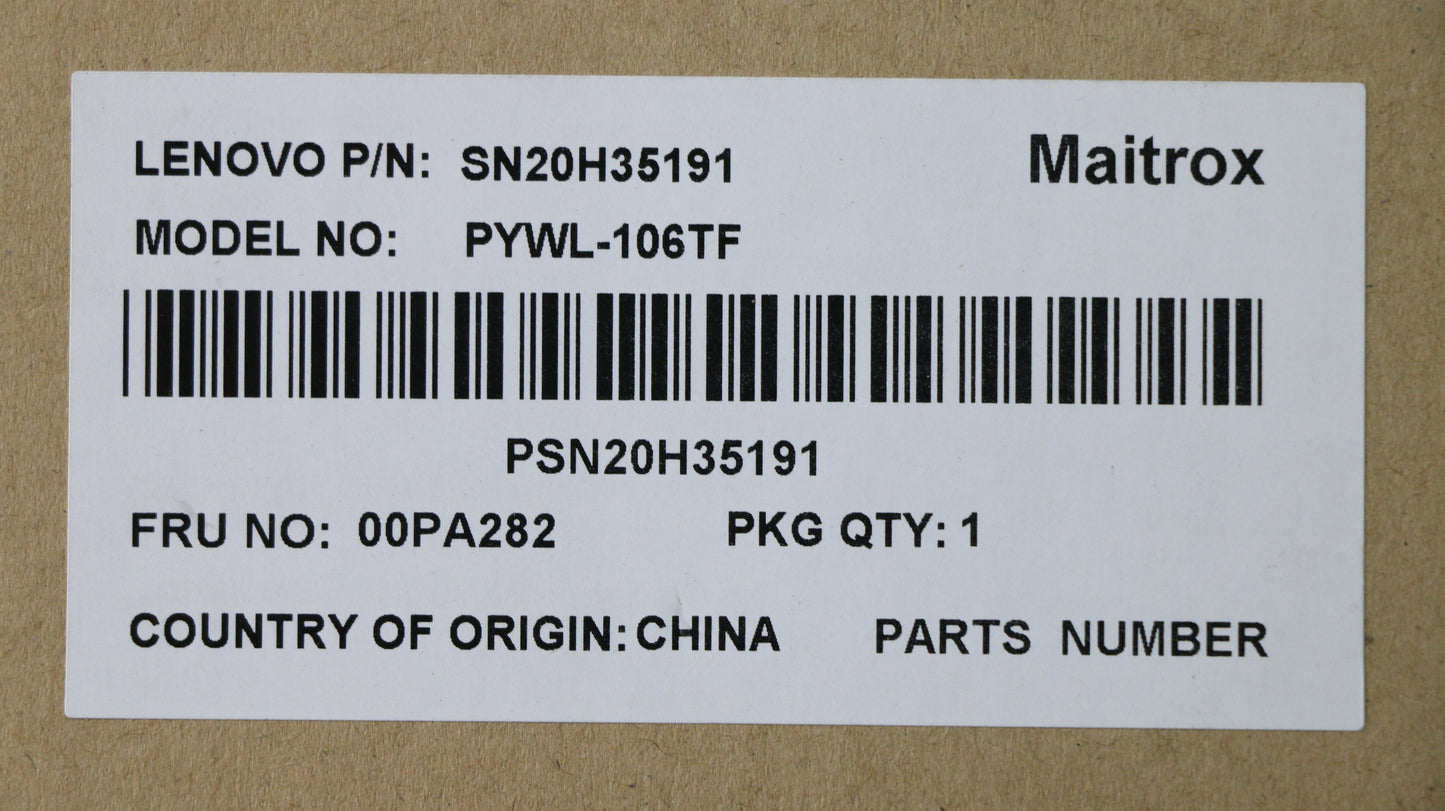 LENOVO P/N: SN20H35191 Maitrox
MODEL NO: PYWL-106TF
PSN20H35191
FRU NO: 00PA282 PKG QTY: 1
COUNTRY OF ORIGIN: CHINA PARTS NUMBER